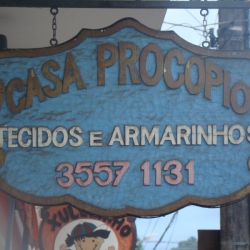 CASA PROCOPIO
TECIDOS E ARMARINHOS
3557 1131